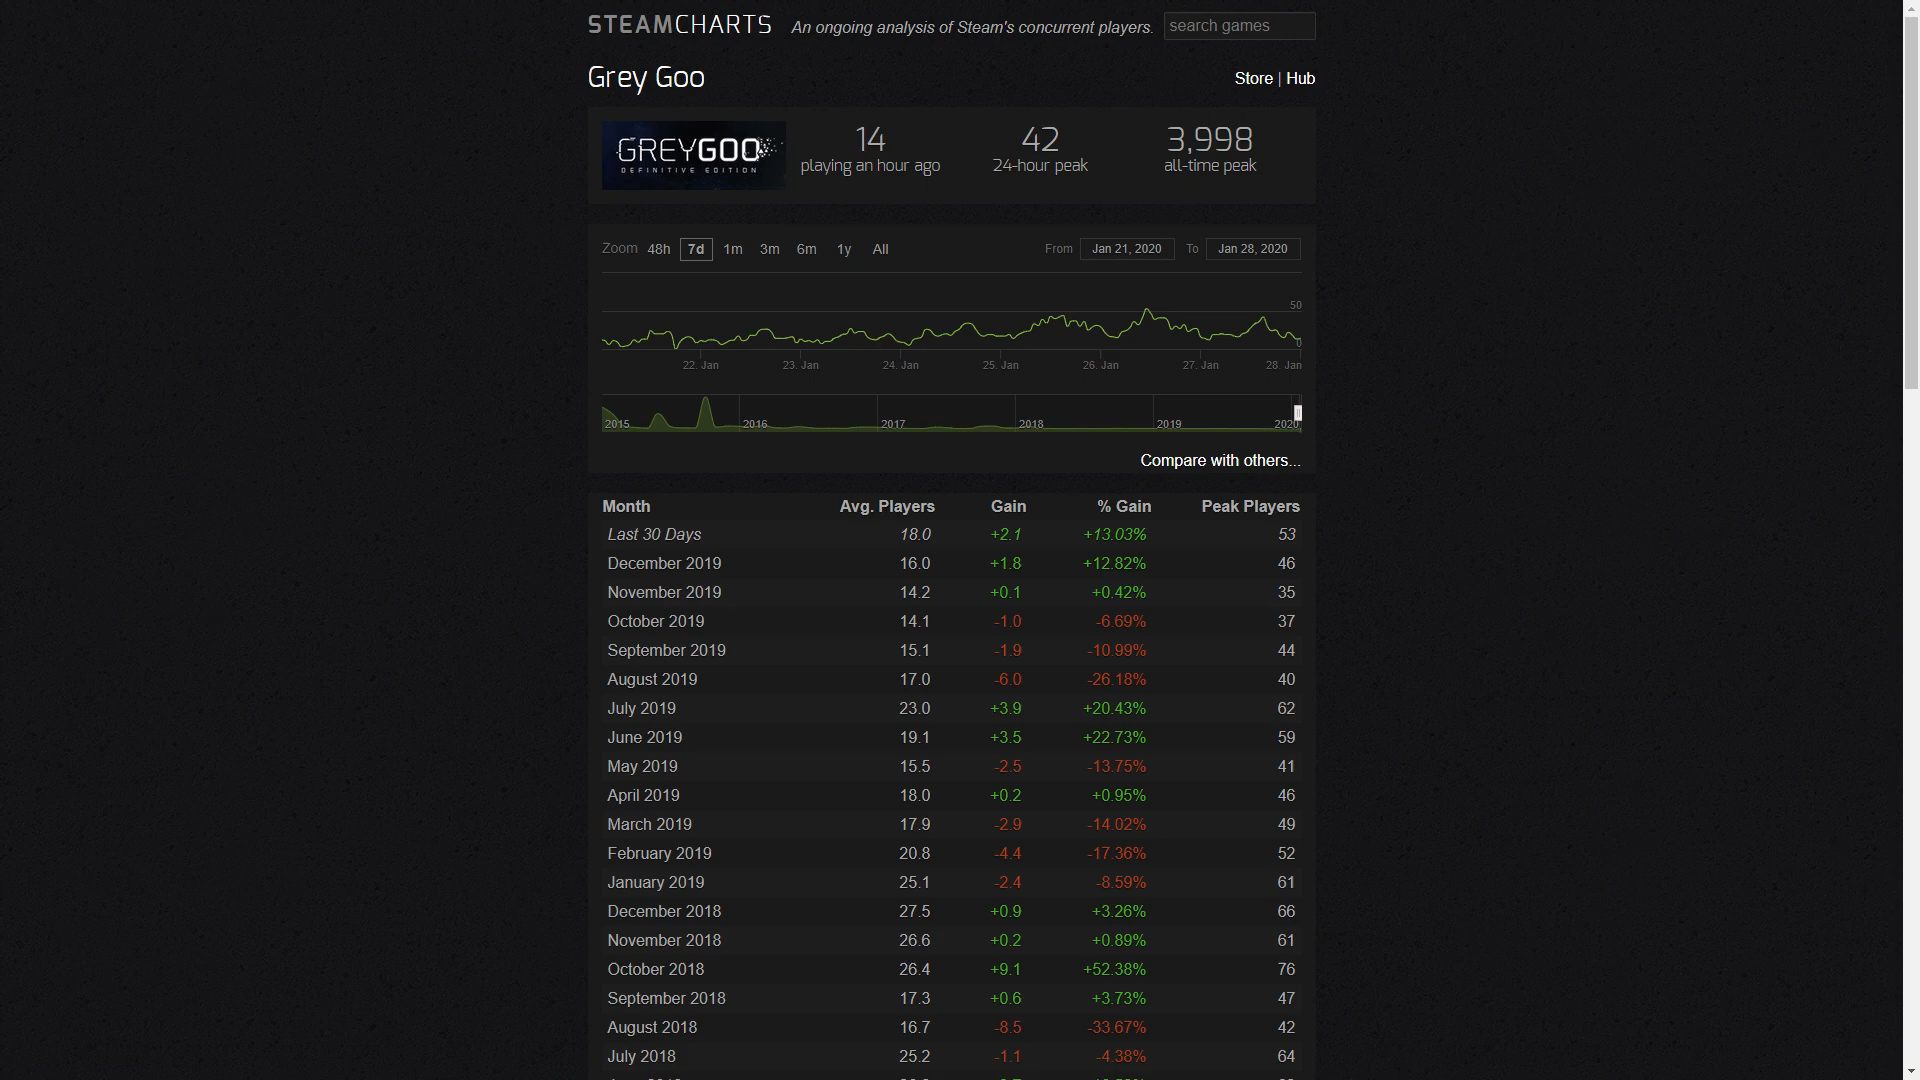 STEAMCHARTS An ongoing analysis of Steam's concurrent players. search games
Grey Goo Store | Hub
GREYGOO
DEFINITIVE EDITION
14 42 3,998
playing an hour ago 24-hour peak all-time peak
Zoom 48h 7d 1m 3m 6m 1y All From Jan 21, 2020 To Jan 28, 2020
50
0
22. Jan 23. Jan 24. Jan 25. Jan 26. Jan 27. Jan 28. Jan
2015 2016 2017 2018 2019 2020
Compare with others...
Month Avg. Players Gain % Gain Peak Players
Last 30 Days 18.0 +2.1 +13.03% 53
December 2019 16.0 +1.8 +12.82% 46
November 2019 14.2 +0.1 +0.42% 35
October 2019 14.1 -1.0 -6.69% 37
September 2019 15.1 -1.9 -10.99% 44
August 2019 17.0 -6.0 -26.18% 40
July 2019 23.0 +3.9 +20.43% 62
June 2019 19.1 +3.5 +22.73% 59
May 2019 15.5 -2.5 -13.75% 41
April 2019 18.0 +0.2 +0.95% 46
March 2019 17.9 -2.9 -14.02% 49
February 2019 20.8 -4.4 -17.36% 52
January 2019 25.1 -2.4 -8.59% 61
December 2018 27.5 +0.9 +3.26% 66
November 2018 26.6 +0.2 +0.89% 61
October 2018 26.4 +9.1 +52.38% 76
September 2018 17.3 +0.6 +3.73% 47
August 2018 16.7 -8.5 -33.67% 42
July 2018 25.2 -1.1 -4.38% 64